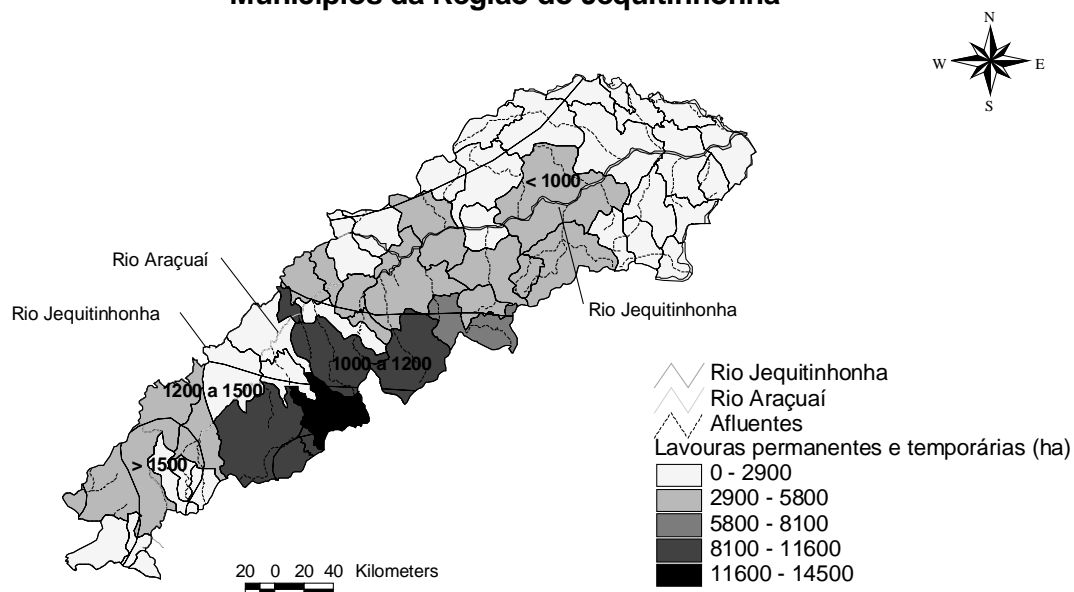 Municípios da Região do Jequitinhonha
N
W
E
S
< 1000
Rio Araçuaí
Rio Jequitinhonha
Rio Jequitinhonha
1000 a 1200
1200 a 1500
> 1500
Rio Jequitinhonha
Rio Araçuaí
Afluentes
Lavouras permanentes e temporárias (ha)
0 - 2900
2900 - 5800
5800 - 8100
8100 - 11600
11600 - 14500
20 0 20 40 Kilometers